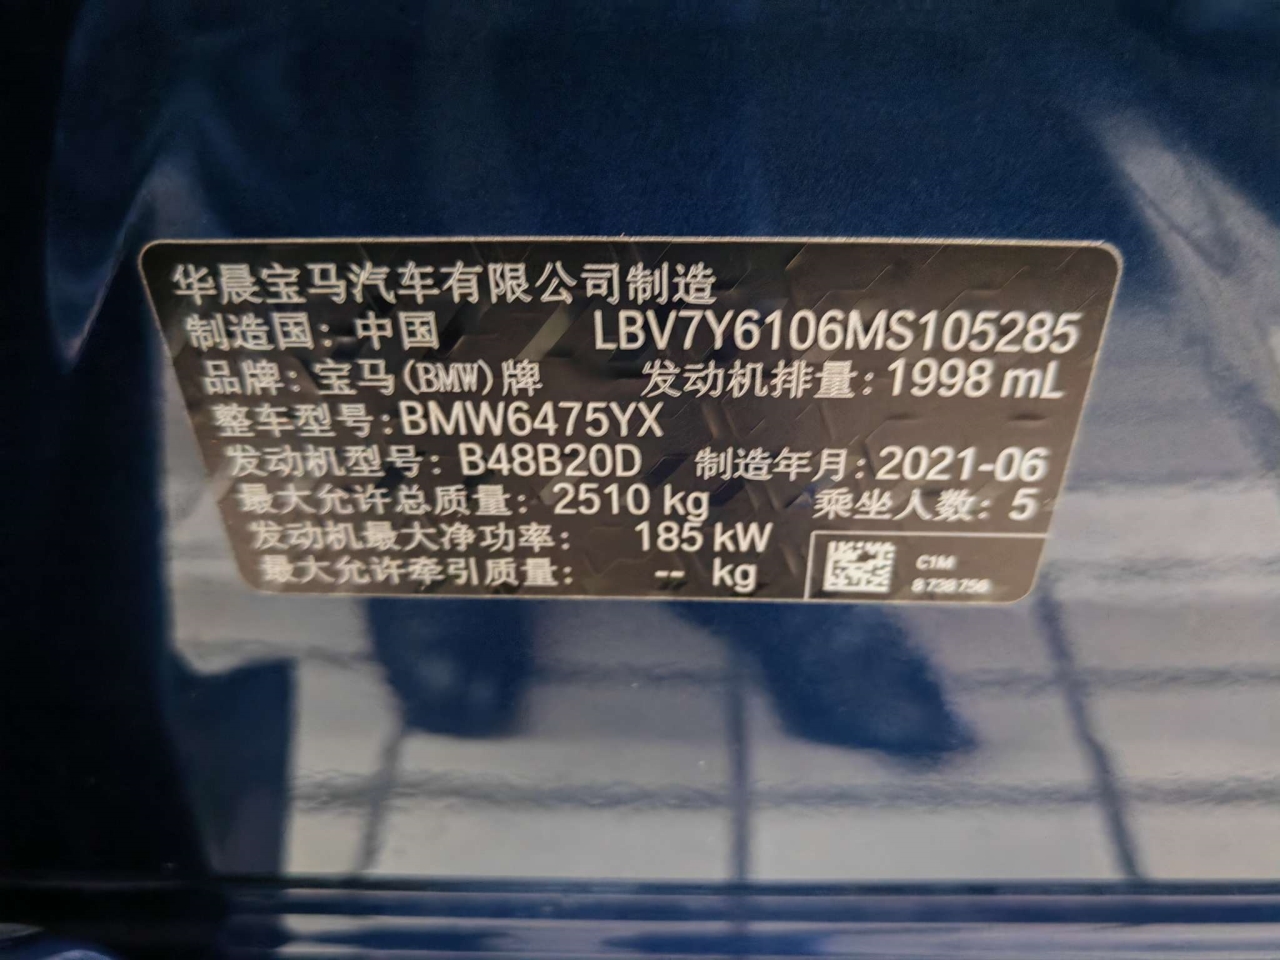 华晨宝马汽车有限公司制造
制造国：中国 LBV7Y6106MS105285
品牌：宝马(BMW)牌 发动机排量：1998 mL
整车型号：BMW6475YX
发动机型号：B48B20D 制造年月：2021-06
最大允许总质量：2510 kg 乘坐人数：5
发动机最大净功率： 185 kW
最大允许牵引质量： -- kg
C1M
8738756